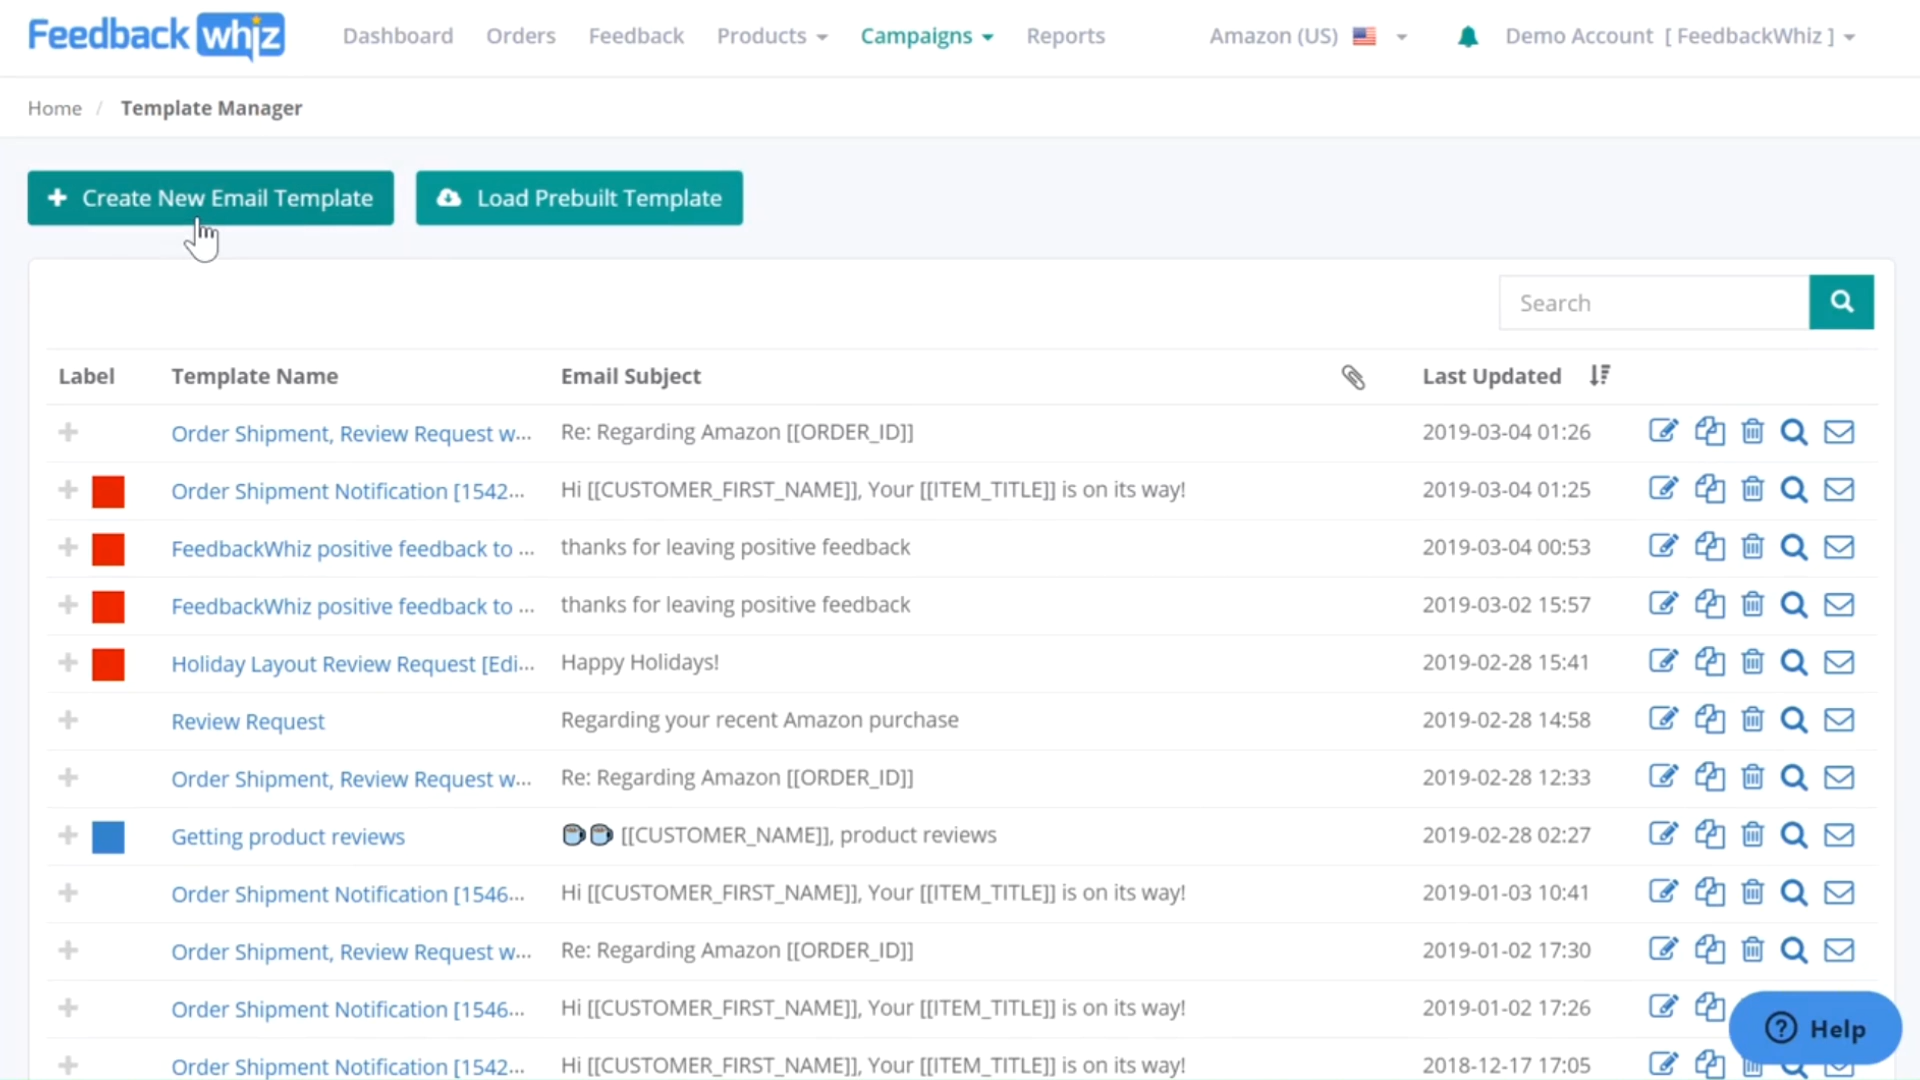 Feedback whiz Dashboard Orders Feedback Products Campaigns Reports Amazon (US) Demo Account [ FeedbackWhiz ]
Home / Template Manager
+ Create New Email Template Load Prebuilt Template
Search
Label Template Name Email Subject Last Updated
Order Shipment, Review Request w... Re: Regarding Amazon [[ORDER_ID]] 2019-03-04 01:26
Order Shipment Notification [1542... Hi [[CUSTOMER_FIRST_NAME]], Your [[ITEM_TITLE]] is on its way! 2019-03-04 01:25
FeedbackWhiz positive feedback to ... thanks for leaving positive feedback 2019-03-04 00:53
FeedbackWhiz positive feedback to ... thanks for leaving positive feedback 2019-03-02 15:57
Holiday Layout Review Request [Edi... Happy Holidays! 2019-02-28 15:41
Review Request Regarding your recent Amazon purchase 2019-02-28 14:58
Order Shipment, Review Request w... Re: Regarding Amazon [[ORDER_ID]] 2019-02-28 12:33
Getting product reviews ☕☕ [[CUSTOMER_NAME]], product reviews 2019-02-28 02:27
Order Shipment Notification [1546... Hi [[CUSTOMER_FIRST_NAME]], Your [[ITEM_TITLE]] is on its way! 2019-01-03 10:41
Order Shipment, Review Request w... Re: Regarding Amazon [[ORDER_ID]] 2019-01-02 17:30
Order Shipment Notification [1546... Hi [[CUSTOMER_FIRST_NAME]], Your [[ITEM_TITLE]] is on its way! 2019-01-02 17:26
Help
Order Shipment Notification [1542... Hi [[CUSTOMER_FIRST_NAME]], Your [[ITEM_TITLE]] is on its way! 2018-12-17 17:05